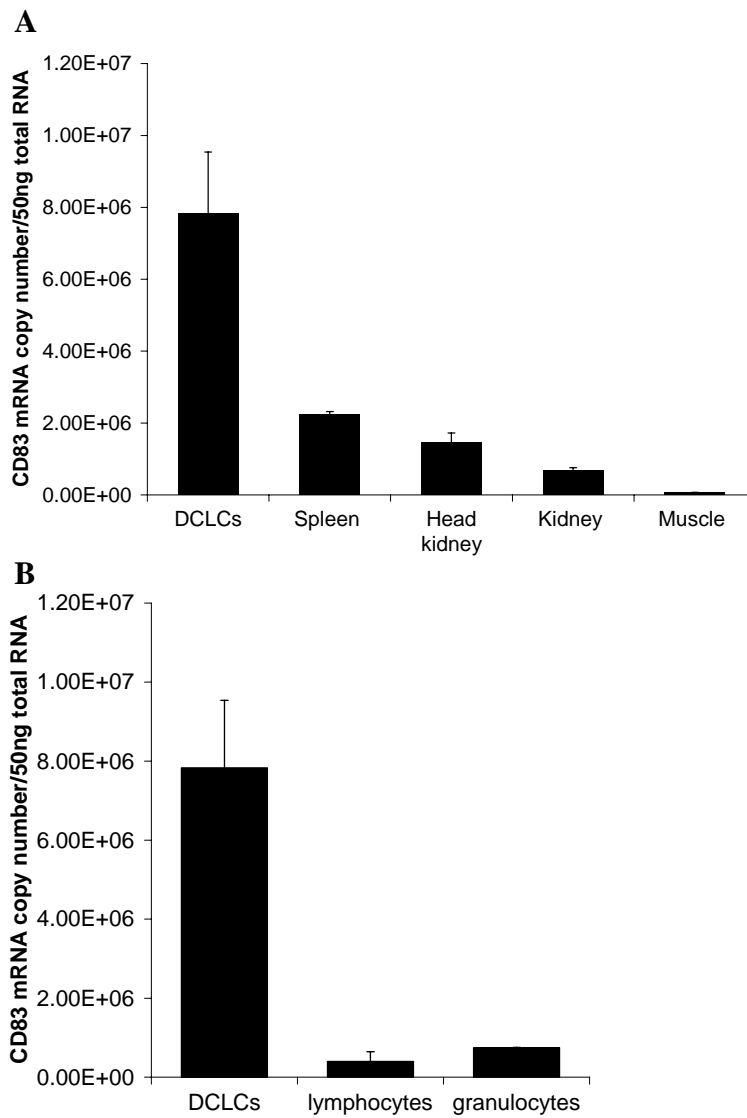 A
CD83 mRNA copy number/50ng total RNA
1.20E+07
1.00E+07
8.00E+06
6.00E+06
4.00E+06
2.00E+06
0.00E+00
DCLCs Spleen Head kidney Kidney Muscle
B
CD83 mRNA copy number/50ng total RNA
1.20E+07
1.00E+07
8.00E+06
6.00E+06
4.00E+06
2.00E+06
0.00E+00
DCLCs lymphocytes granulocytes